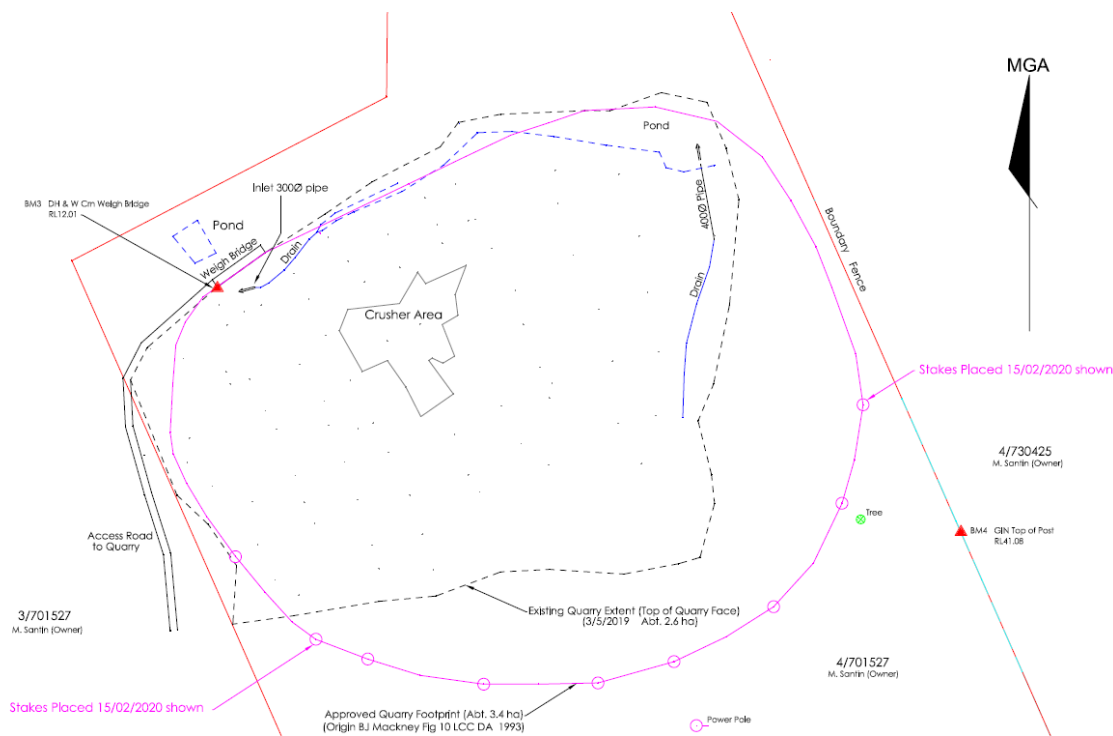 MGA
Pond
Inlet 300Ø pipe
BM3 DH & W Crn Weigh Bridge
RL12.01
Pond
Weigh Bridge
Drain
400Ø Pipe
Boundary Fence
Drain
Crusher Area
Stakes Placed 15/02/2020 shown
4/730425
M. Santin (Owner)
Tree
BM4 GIN Top of Post
RL41.08
Access Road
to Quarry
Existing Quarry Extent (Top of Quarry Face)
(3/5/2019 Abt. 2.6 ha)
3/701527
M. Santin (Owner)
4/701527
M. Santin (Owner)
Stakes Placed 15/02/2020 shown
Approved Quarry Footprint (Abt. 3.4 ha)
(Origin BJ Mackney Fig 10 LCC DA 1993)
Power Pole